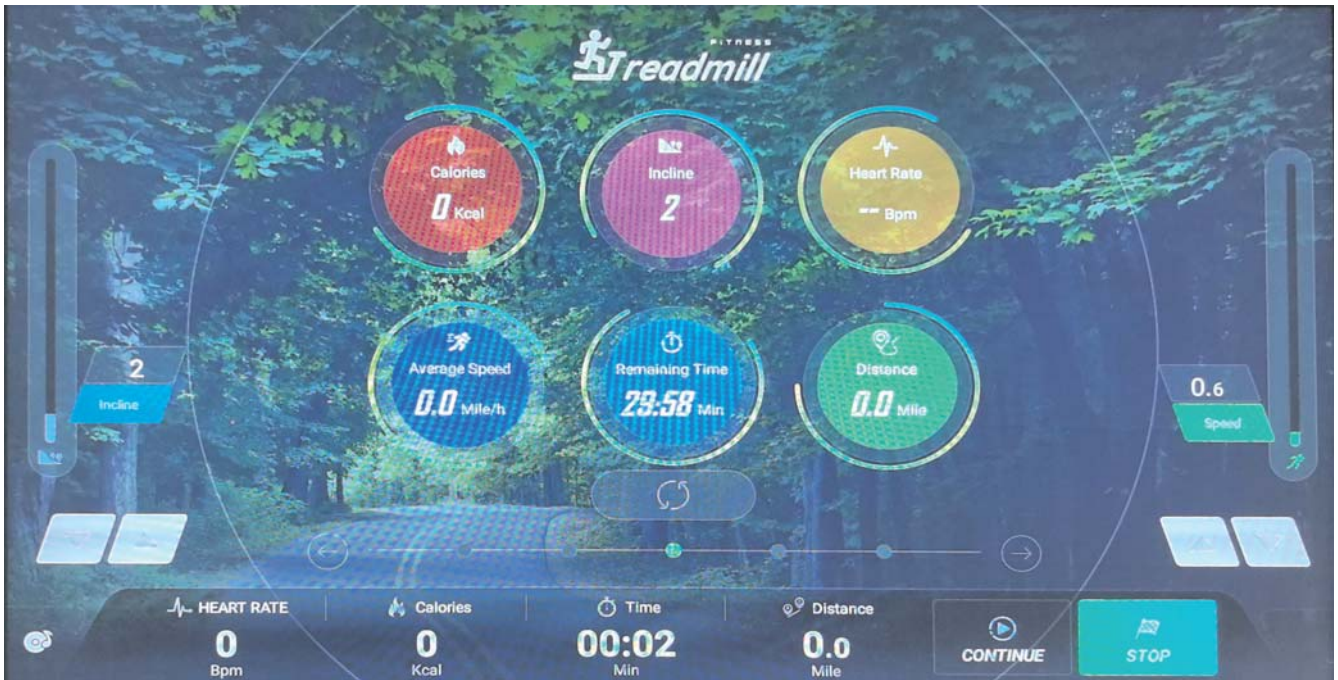 FITNESS
Treadmill
Calories
0 Kcal
Incline
2
Heart Rate
-- Bpm
Average Speed
0.0 Mile/h
Remaining Time
29:58 Min
Distance
0.0 Mile
2
Incline
0.6
Speed
HEART RATE
0
Bpm
Calories
0
Kcal
Time
00:02
Min
Distance
0.0
Mile
CONTINUE
STOP